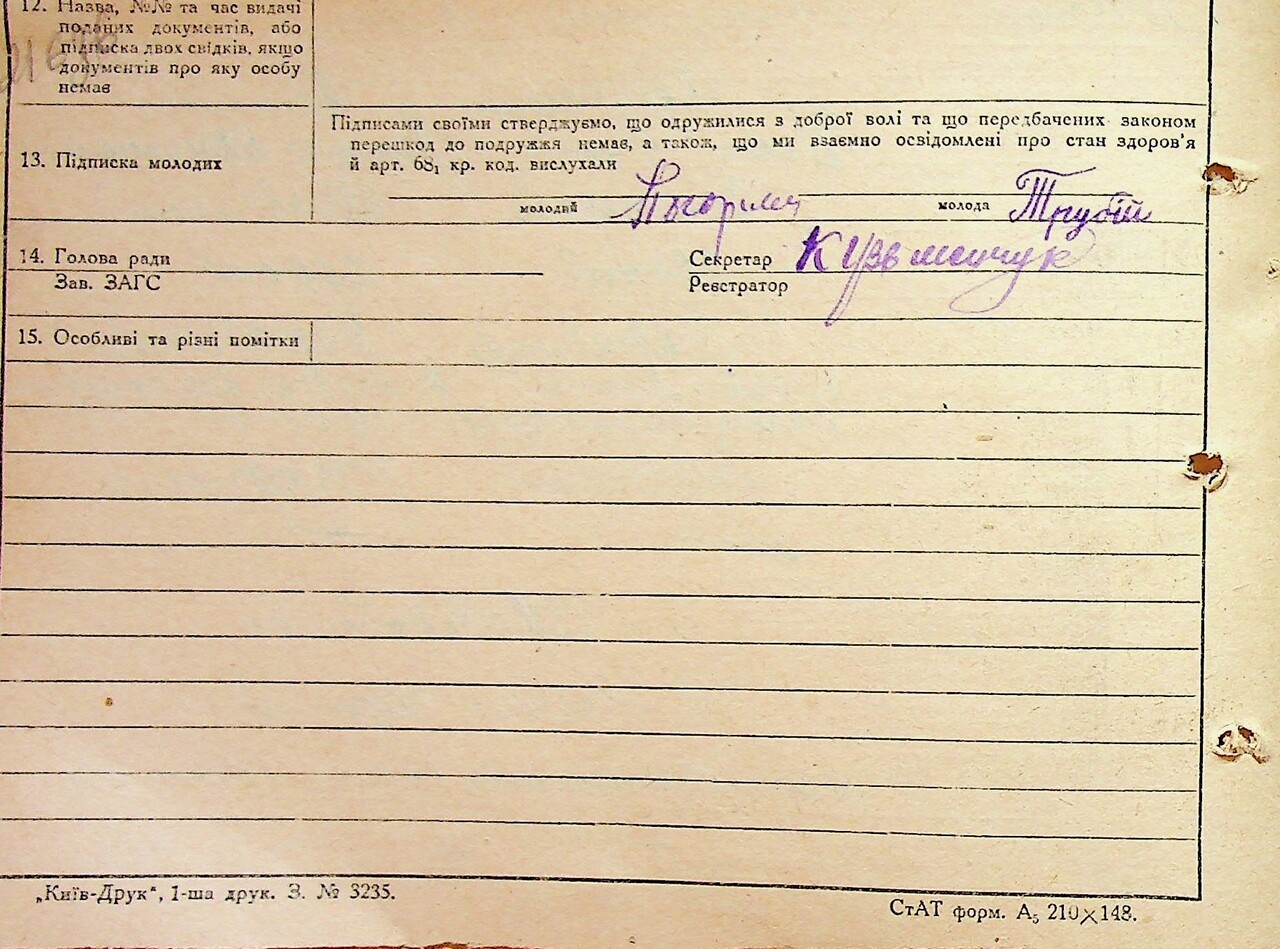 12. Назва, №№ та час видачі
поданих документів, або
підписка двох свідків, якщо
документів про яку особу
немає
13. Підписка молодих
Підписами своїми стверджуємо, що одружилися з доброї волі та що передбачених законом
перешкод до подружжя немає, а також, що ми взаємно освідомлені про стан здоров'я
й арт. 68₁ кр. код. вислухали
молодий
молода
14. Голова ради
Зав. ЗАГС
Секретар Кузьменчук
Реєстратор
15. Особливі та різні помітки
„Київ-Друк“, 1-ша друк. З. № 3235.
СтАТ форм. А₅ 210×148.